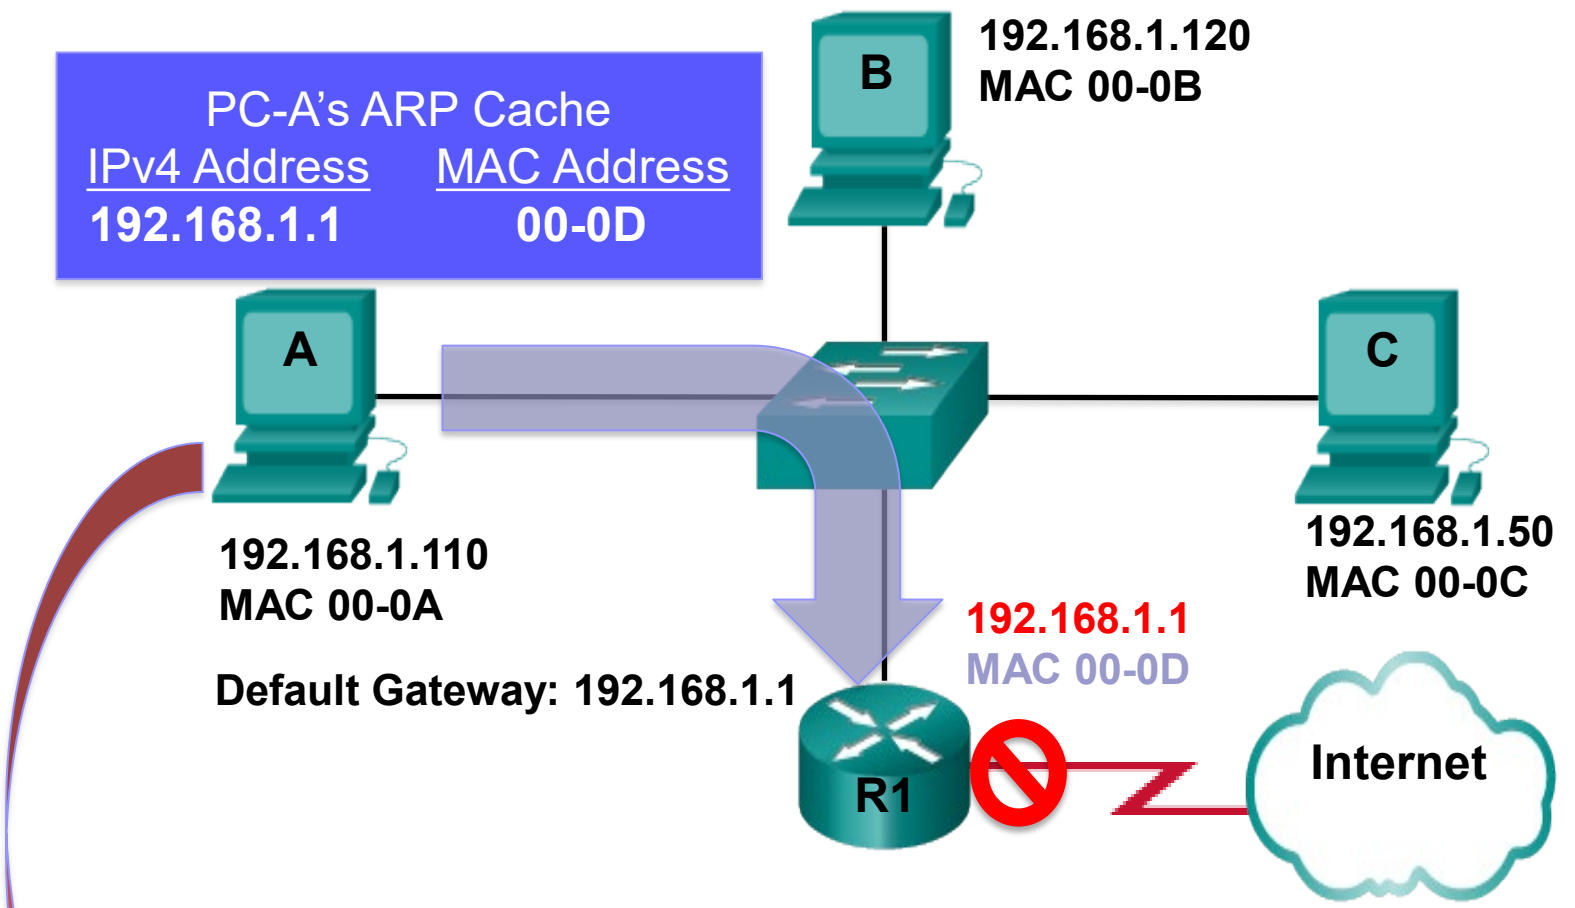 PC-A’s ARP Cache
IPv4 Address MAC Address
192.168.1.1 00-0D
B
192.168.1.120
MAC 00-0B
A
192.168.1.110
MAC 00-0A
Default Gateway: 192.168.1.1
C
192.168.1.50
MAC 00-0C
192.168.1.1
MAC 00-0D
R1
Internet